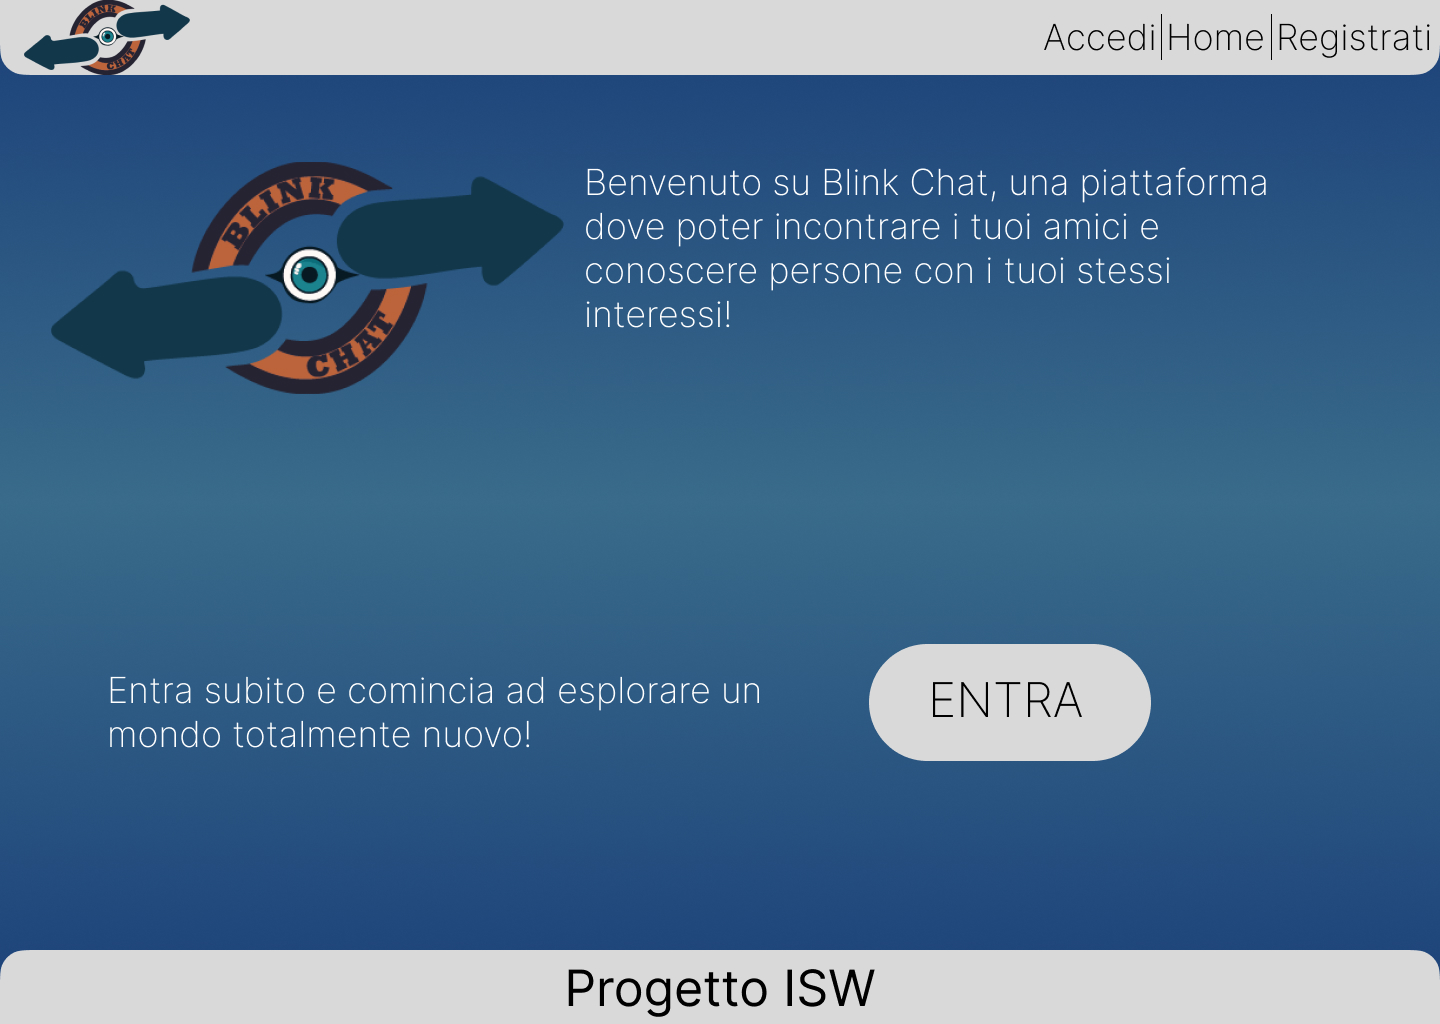 BLINK
CHAT
Accedi Home Registrati
BLINK
CHAT
Benvenuto su Blink Chat, una piattaforma
dove poter incontrare i tuoi amici e
conoscere persone con i tuoi stessi
interessi!
Entra subito e comincia ad esplorare un
mondo totalmente nuovo!
ENTRA
Progetto ISW